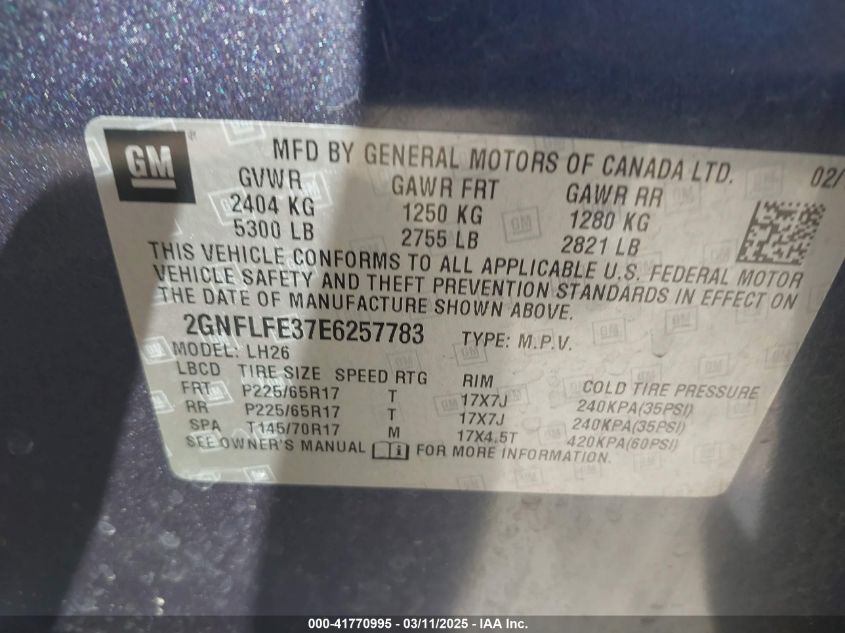 GM
MFD BY GENERAL MOTORS OF CANADA LTD. 02/
GVWR GAWR FRT GAWR RR
2404 KG 1250 KG 1280 KG
5300 LB 2755 LB 2821 LB
THIS VEHICLE CONFORMS TO ALL APPLICABLE U.S. FEDERAL MOTOR
VEHICLE SAFETY AND THEFT PREVENTION STANDARDS IN EFFECT ON
THE DATE OF MANUFACTURE SHOWN ABOVE.
2GNFLFE37E6257783 TYPE: M.P.V.
MODEL: LH26
LBCD TIRE SIZE SPEED RTG RIM COLD TIRE PRESSURE
FRT P225/65R17 T 17X7J 240KPA(35PSI)
RR P225/65R17 T 17X7J 240KPA(35PSI)
SPA T145/70R17 M 17X4.5T 420KPA(60PSI)
SEE OWNER'S MANUAL FOR MORE INFORMATION.
000-41770995 - 03/11/2025 - IAA Inc.